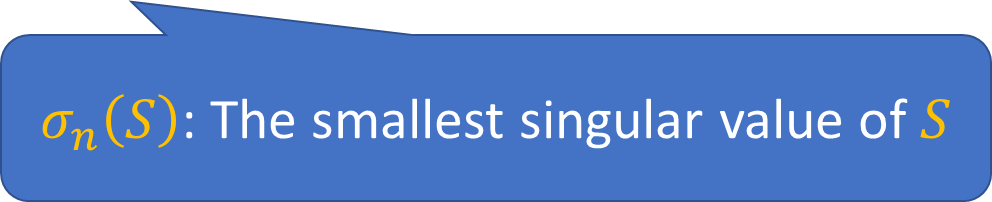 σₙ(S): The smallest singular value of S